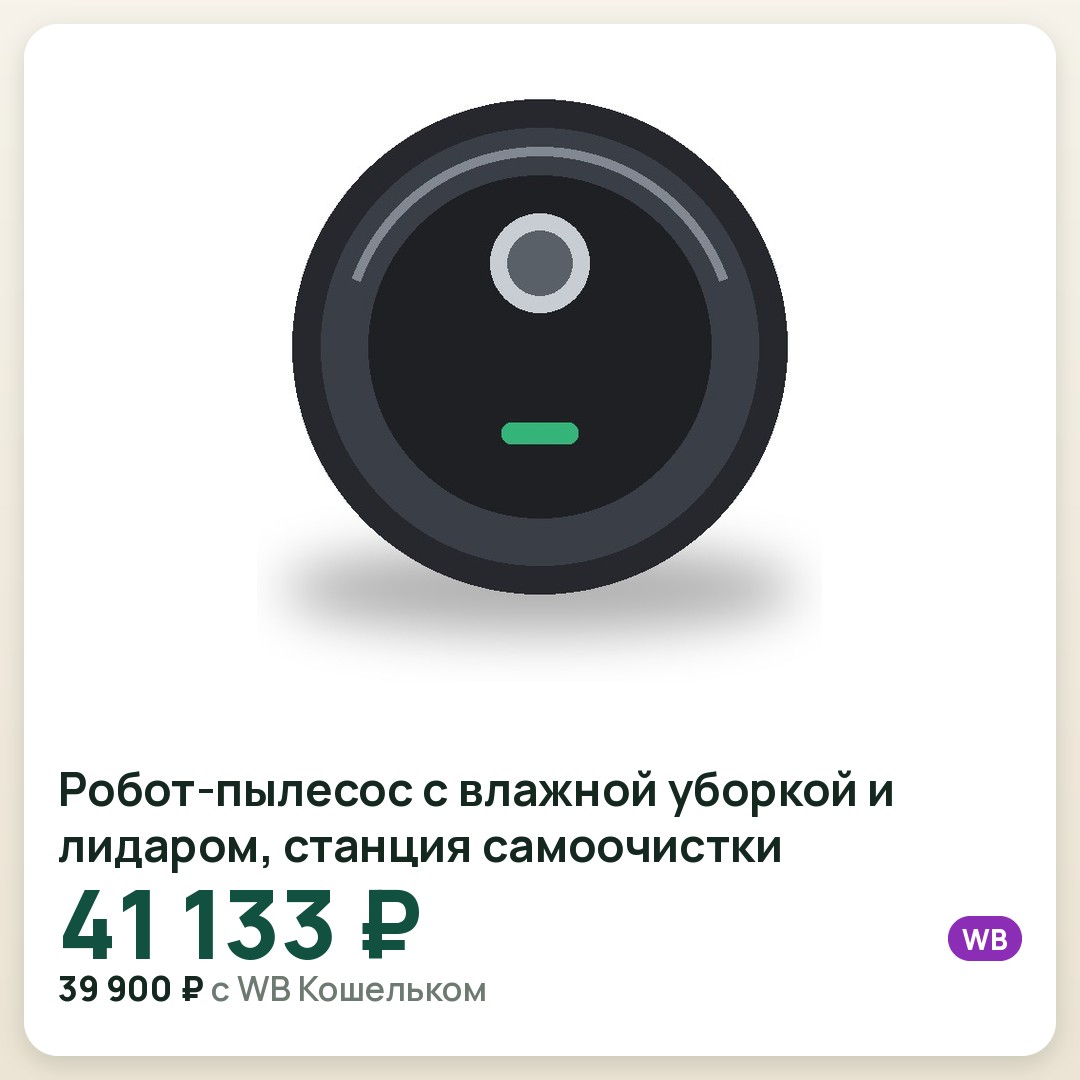 Робот-пылесос с влажной уборкой и
лидаром, станция самоочистки
41 133 ₽
WB
39 900 ₽ с WB Кошельком